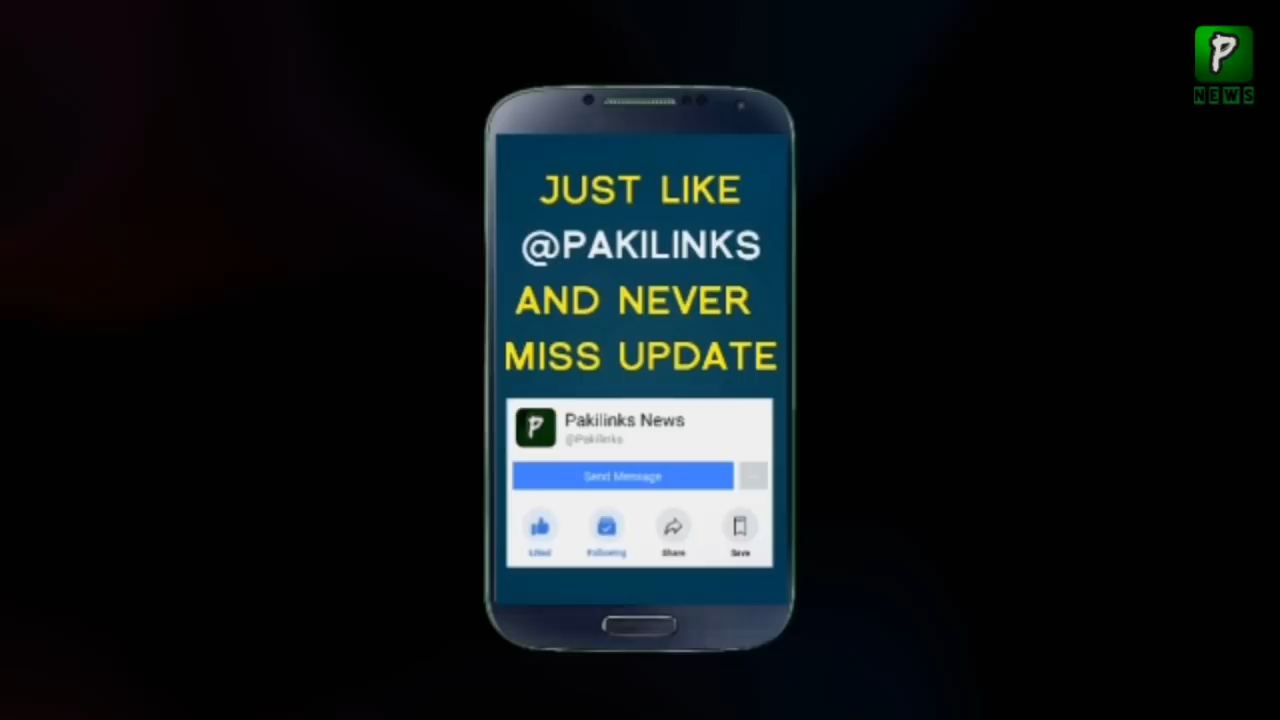 P
NEWS
JUST LIKE
@PAKILINKS
AND NEVER
MISS UPDATE
P
Pakilinks News
@Pakilinks
Send Message
Liked Following Share Save